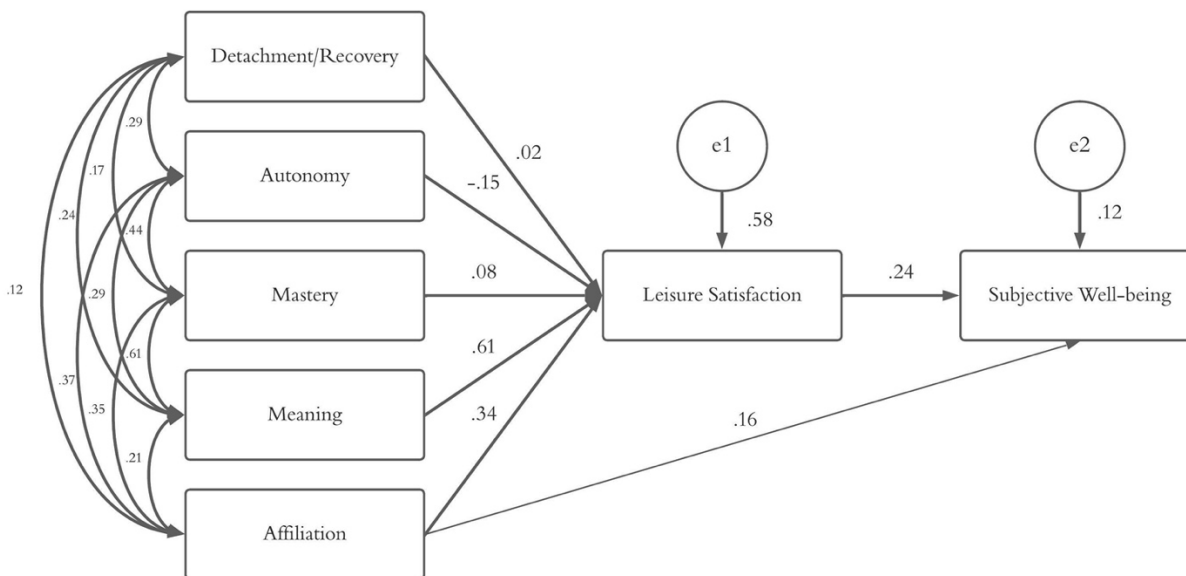 Detachment/Recovery
.29
.02
e1
e2
Autonomy
-.15
.17
.24
.44
.58
.12
.12
.29
Mastery
.08
Leisure Satisfaction
.24
Subjective Well-being
.61
.61
.37
.35
Meaning
.34
.16
.21
Affiliation